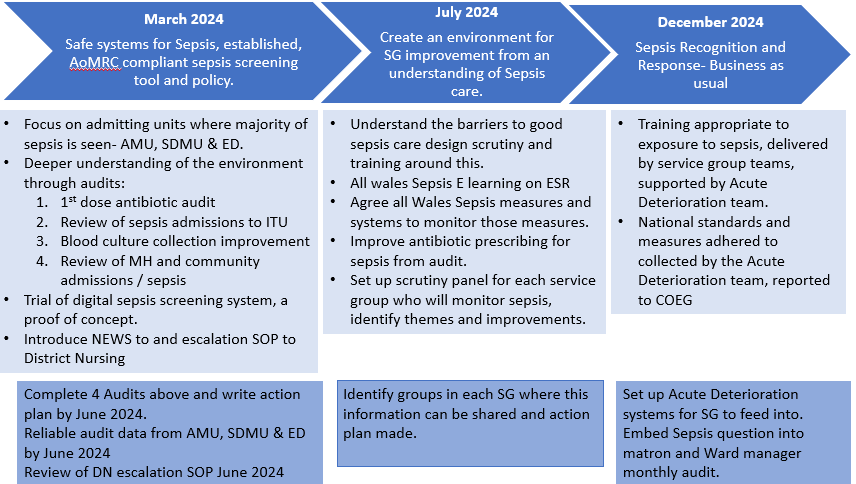 March 2024
Safe systems for Sepsis, established,
AoMRC compliant sepsis screening
tool and policy.
July 2024
Create an environment for
SG improvement from an
understanding of Sepsis
care.
December 2024
Sepsis Recognition and
Response- Business as
usual
• Focus on admitting units where majority of
sepsis is seen- AMU, SDMU & ED.
• Deeper understanding of the environment
through audits:
1. 1st dose antibiotic audit
2. Review of sepsis admissions to ITU
3. Blood culture collection improvement
4. Review of MH and community
admissions / sepsis
• Trial of digital sepsis screening system, a
proof of concept.
• Introduce NEWS to and escalation SOP to
District Nursing
• Understand the barriers to good
sepsis care design scrutiny and
training around this.
• All wales Sepsis E learning on ESR
• Agree all Wales Sepsis measures and
systems to monitor those measures.
• Improve antibiotic prescribing for
sepsis from audit.
• Set up scrutiny panel for each service
group who will monitor sepsis,
identify themes and improvements.
• Training appropriate to
exposure to sepsis, delivered
by service group teams,
supported by Acute
Deterioration team.
• National standards and
measures adhered to
collected by the Acute
Deterioration team, reported
to COEG
Complete 4 Audits above and write action
plan by June 2024.
Reliable audit data from AMU, SDMU & ED
by June 2024
Review of DN escalation SOP June 2024
Identify groups in each SG where this
information can be shared and action
plan made.
Set up Acute Deterioration
systems for SG to feed into.
Embed Sepsis question into
matron and Ward manager
monthly audit.